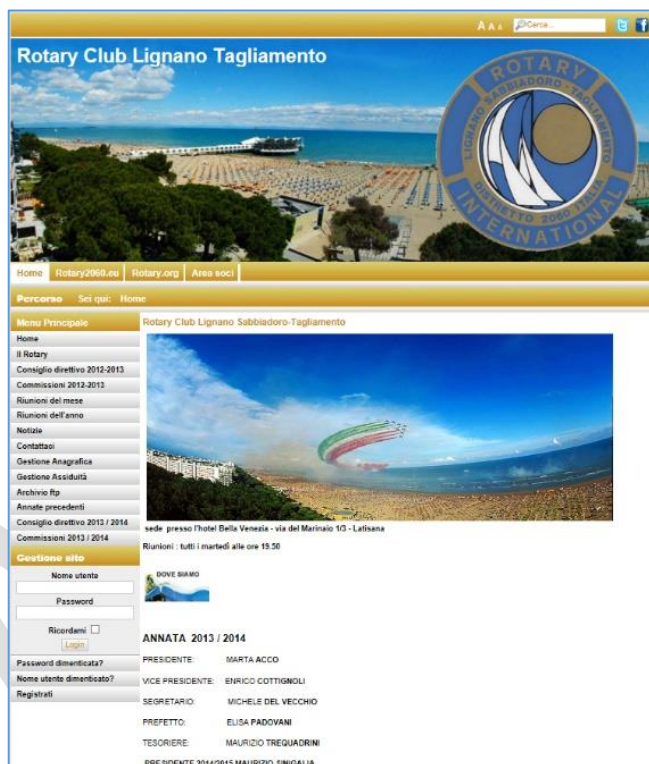 A A A Cerca...
Rotary Club Lignano Tagliamento
ROTARY
LIGNANO SABBIADORO - TAGLIAMENTO
DISTRETTO 2060 ITALIA
INTERNATIONAL
Home Rotary2060.eu Rotary.org Area soci
Percorso Sei qui: Home
Menu Principale
Home
Il Rotary
Consiglio direttivo 2012-2013
Commissioni 2012-2013
Riunioni del mese
Riunioni dell'anno
Notizie
Contattaci
Gestione Anagrafica
Gestione Assiduità
Archivio ftp
Annate precedenti
Consiglio direttivo 2013 / 2014
Commissioni 2013 / 2014
Gestione sito
Nome utente
Password
Ricordami
Login
Password dimenticata?
Nome utente dimenticato?
Registrati
Rotary Club Lignano Sabbiadoro-Tagliamento
sede presso l'hotel Bella Venezia - via del Marinaio 1/3 - Latisana
Riunioni : tutti i martedì alle ore 19.50
DOVE SIAMO
ANNATA 2013 / 2014
PRESIDENTE: MARTA ACCO
VICE PRESIDENTE: ENRICO COTTIGNOLI
SEGRETARIO: MICHELE DEL VECCHIO
PREFETTO: ELISA PADOVANI
TESORIERE: MAURIZIO TREQUADRINI
PRESIDENTE 2014/2015 MAURIZIO SINIGALIA